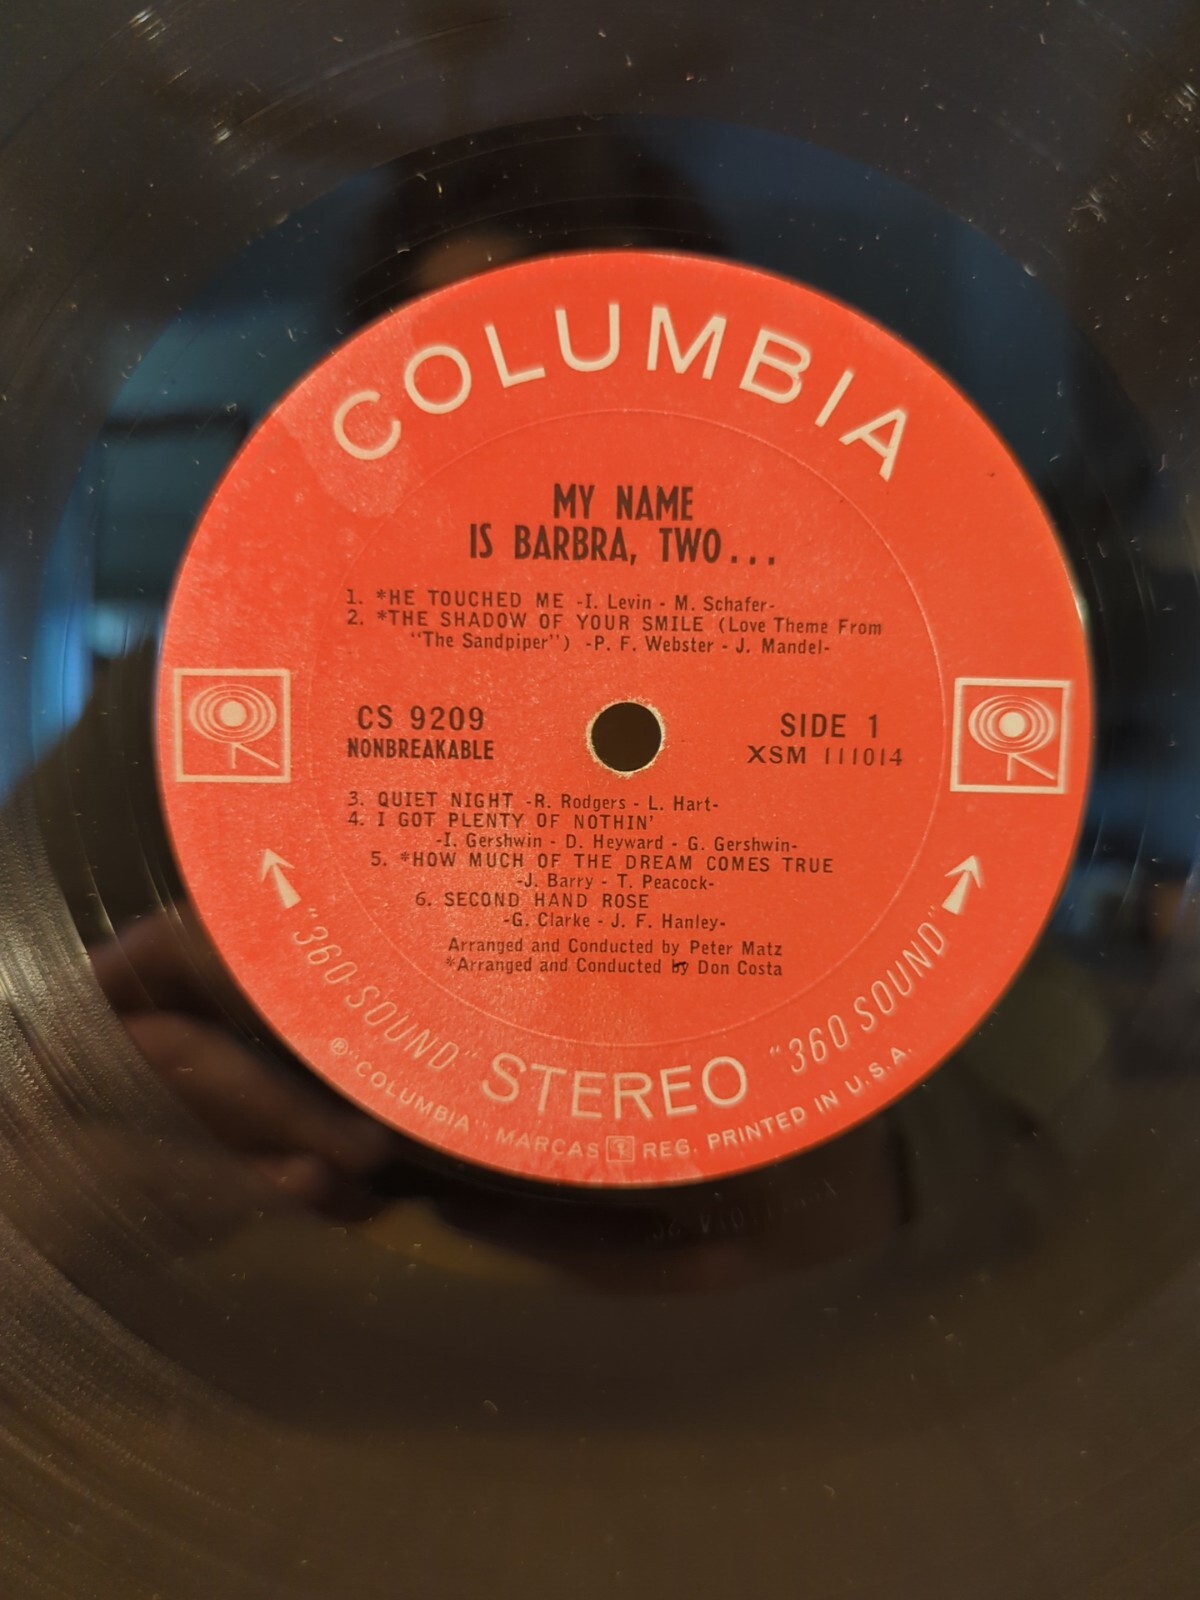 COLUMBIA
MY NAME
IS BARBRA, TWO...
1. *HE TOUCHED ME -I. Levin - M. Schafer-
2. *THE SHADOW OF YOUR SMILE (Love Theme From
"The Sandpiper") -P. F. Webster - J. Mandel-
CS 9209
NONBREAKABLE
SIDE 1
XSM 111014
3. QUIET NIGHT -R. Rodgers - L. Hart-
4. I GOT PLENTY OF NOTHIN'
-I. Gershwin - D. Heyward - G. Gershwin-
5. *HOW MUCH OF THE DREAM COMES TRUE
-J. Barry - T. Peacock-
6. SECOND HAND ROSE
-G. Clarke - J. F. Hanley-
Arranged and Conducted by Peter Matz
*Arranged and Conducted by Don Costa
"360 SOUND" STEREO "360 SOUND"
® "COLUMBIA", MARCAS REG. PRINTED IN U.S.A.